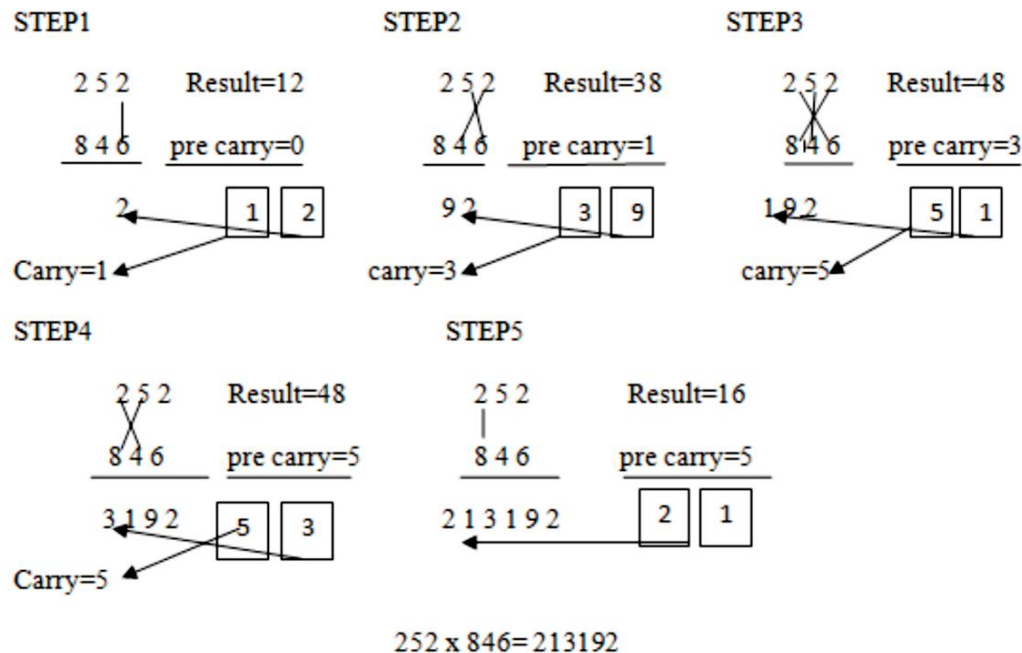 STEP1 STEP2 STEP3
2 5 2 Result=12 2 5 2 Result=38 2 5 2 Result=48
8 4 6 pre carry=0 8 4 6 pre carry=1 8 4 6 pre carry=3
2 1 2 9 2 3 9 1 9 2 5 1
Carry=1 carry=3 carry=5
STEP4 STEP5
2 5 2 Result=48 2 5 2 Result=16
8 4 6 pre carry=5 8 4 6 pre carry=5
3 1 9 2 5 3 2 1 3 1 9 2 2 1
Carry=5
252 x 846= 213192